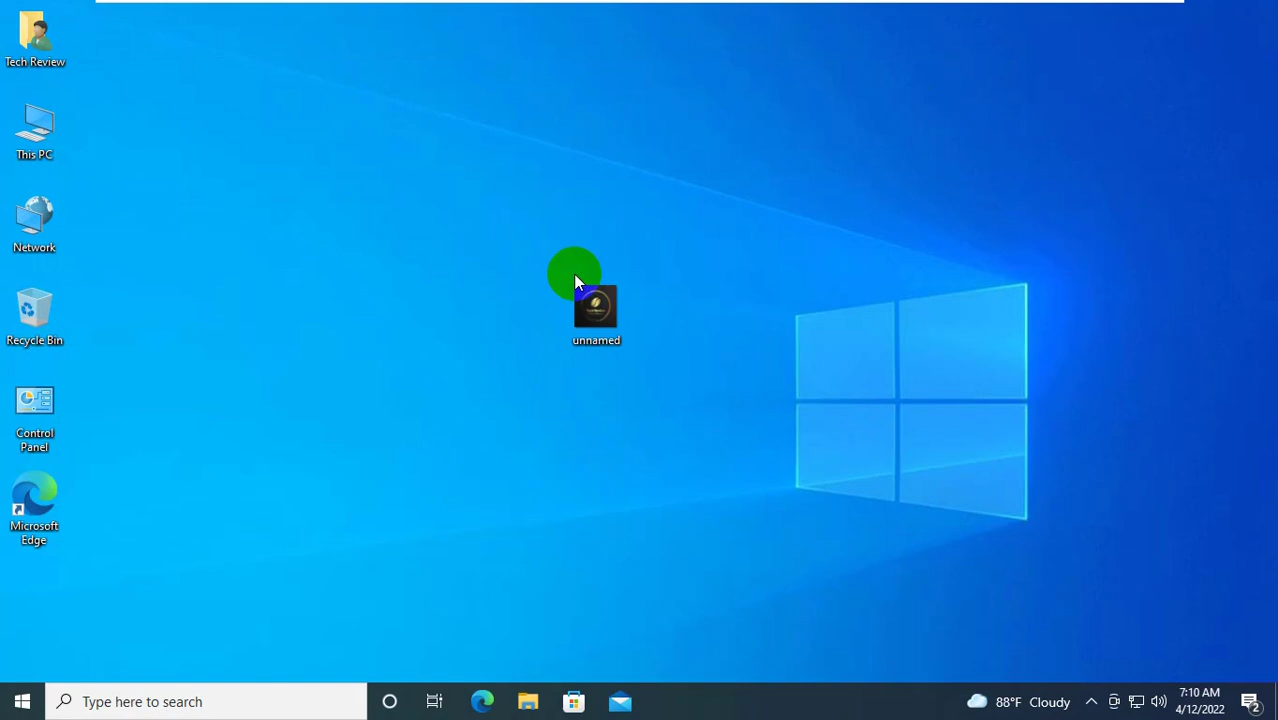 Tech Review
This PC
Network
Recycle Bin
Control
Panel
Microsoft
Edge
unnamed
Type here to search
88°F Cloudy
7:10 AM
4/12/2022
2